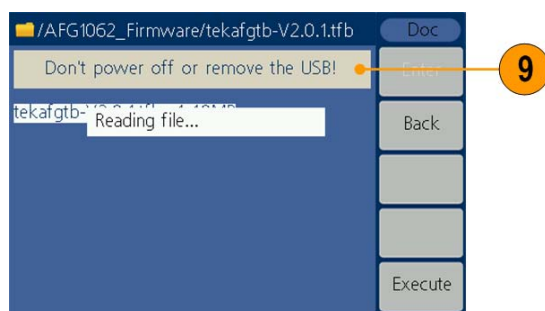 /AFG1062_Firmware/tekafgtb-V2.0.1.tfb
Doc
Don't power off or remove the USB!
Enter
9
tekafgtb-
Reading file...
Back
Execute